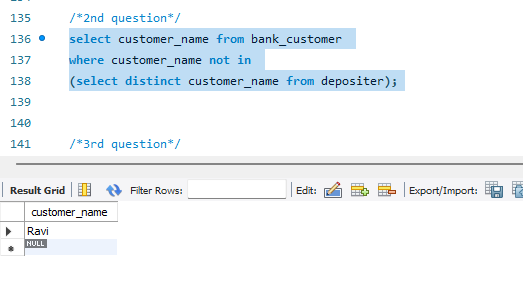 135 /*2nd question*/
136 select customer_name from bank_customer
137 where customer_name not in
138 (select distinct customer_name from depositer);
139
140
141 /*3rd question*/
Result Grid Filter Rows: Edit: Export/Import:
customer_name
Ravi
NULL